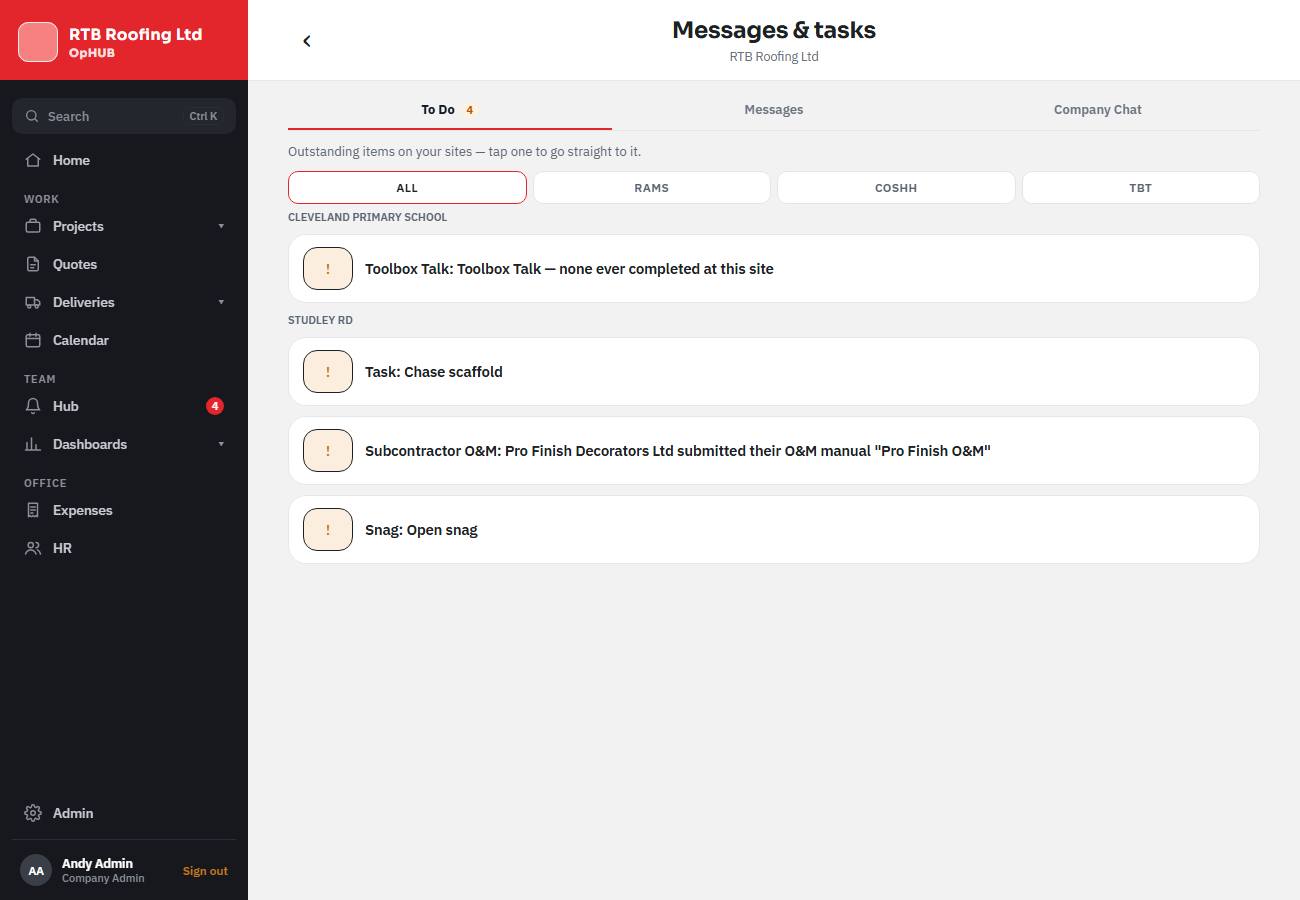 RTB Roofing Ltd
OpHUB
Search
Ctrl K
Home
WORK
Projects
Quotes
Deliveries
Calendar
TEAM
Hub
4
Dashboards
OFFICE
Expenses
HR
Admin
AA
Andy Admin
Company Admin
Sign out
Messages & tasks
RTB Roofing Ltd
To Do 4
Messages
Company Chat
Outstanding items on your sites — tap one to go straight to it.
ALL
RAMS
COSHH
TBT
CLEVELAND PRIMARY SCHOOL
! Toolbox Talk: Toolbox Talk — none ever completed at this site
STUDLEY RD
! Task: Chase scaffold
! Subcontractor O&M: Pro Finish Decorators Ltd submitted their O&M manual "Pro Finish O&M"
! Snag: Open snag